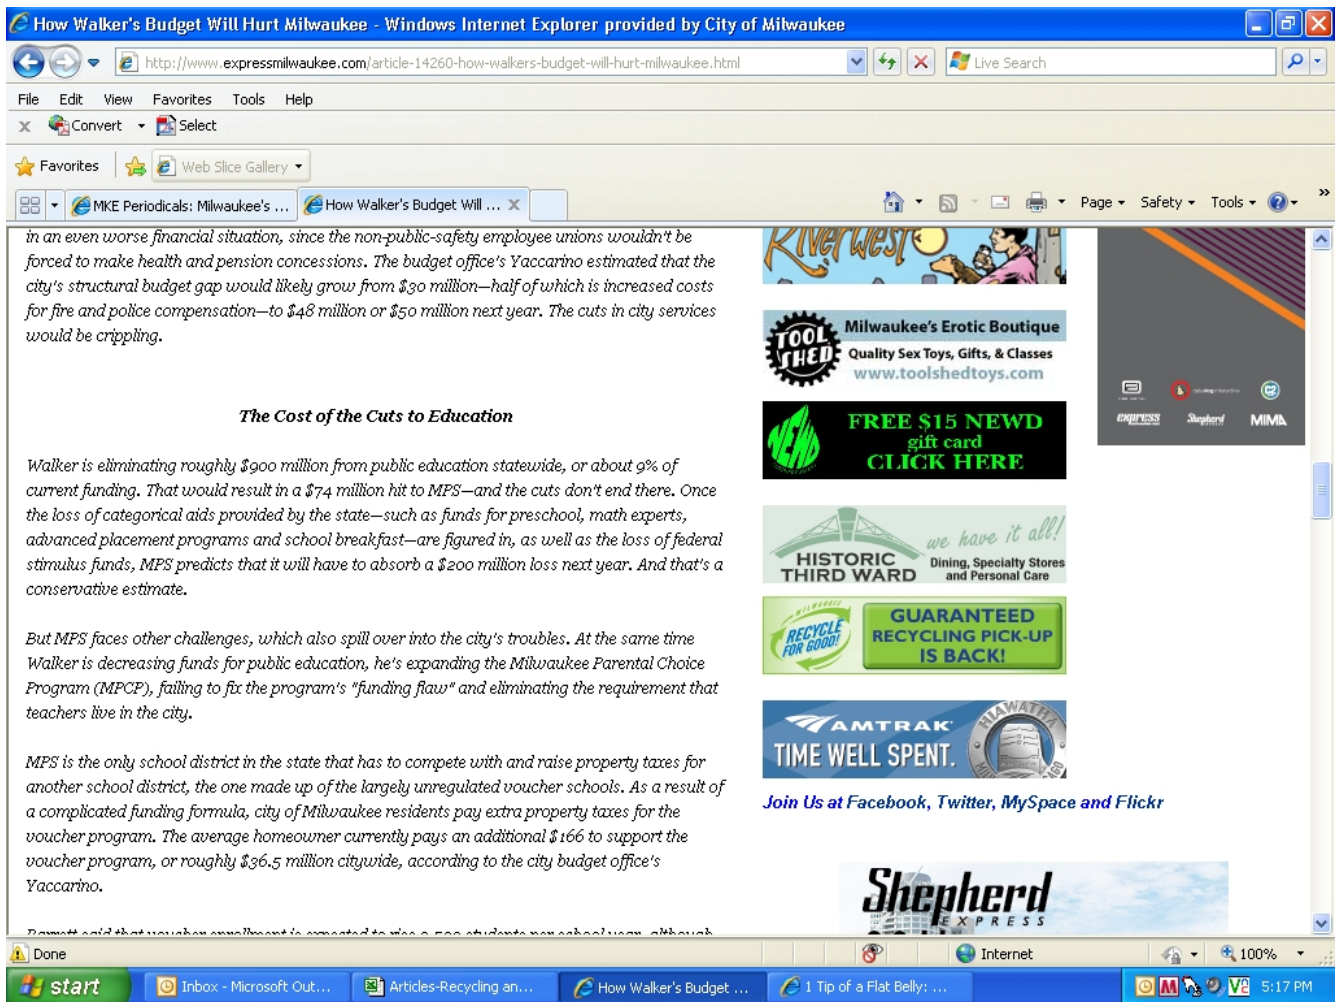 How Walker's Budget Will Hurt Milwaukee - Windows Internet Explorer provided by City of Milwaukee
http://www.expressmilwaukee.com/article-14260-how-walkers-budget-will-hurt-milwaukee.html
Live Search
File Edit View Favorites Tools Help
x Convert Select
Favorites Web Slice Gallery
MKE Periodicals: Milwaukee's ... How Walker's Budget Will ... X
Page Safety Tools »
in an even worse financial situation, since the non-public-safety employee unions wouldn't be
forced to make health and pension concessions. The budget office's Yaccarino estimated that the
city's structural budget gap would likely grow from $30 million—half of which is increased costs
for fire and police compensation—to $48 million or $50 million next year. The cuts in city services
would be crippling.
The Cost of the Cuts to Education
Walker is eliminating roughly $900 million from public education statewide, or about 9% of
current funding. That would result in a $74 million hit to MPS—and the cuts don't end there. Once
the loss of categorical aids provided by the state—such as funds for preschool, math experts,
advanced placement programs and school breakfast—are figured in, as well as the loss of federal
stimulus funds, MPS predicts that it will have to absorb a $200 million loss next year. And that's a
conservative estimate.
But MPS faces other challenges, which also spill over into the city's troubles. At the same time
Walker is decreasing funds for public education, he's expanding the Milwaukee Parental Choice
Program (MPCP), failing to fix the program's "funding flaw" and eliminating the requirement that
teachers live in the city.
MPS is the only school district in the state that has to compete with and raise property taxes for
another school district, the one made up of the largely unregulated voucher schools. As a result of
a complicated funding formula, city of Milwaukee residents pay extra property taxes for the
voucher program. The average homeowner currently pays an additional $166 to support the
voucher program, or roughly $36.5 million citywide, according to the city budget office's
Yaccarino.
Barrett said that voucher enrollment is expected to rise 2,500 students per school year, although
RIVERWEST
TOOL SHED
Milwaukee's Erotic Boutique
Quality Sex Toys, Gifts, & Classes
www.toolshedtoys.com
NEWD
FREE $15 NEWD
gift card
CLICK HERE
we have it all!
HISTORIC
THIRD WARD
Dining, Specialty Stores
and Personal Care
MILWAUKEE
RECYCLE
FOR GOOD!
GUARANTEED
RECYCLING PICK-UP
IS BACK!
AMTRAK
TIME WELL SPENT.
HIAWATHA
Join Us at Facebook, Twitter, MySpace and Flickr
Shepherd
EXPRESS
express Shepherd MIMA
Done
Internet
100%
start
Inbox - Microsoft Out...
Articles-Recycling an...
How Walker's Budget ...
1 Tip of a Flat Belly: ...
5:17 PM